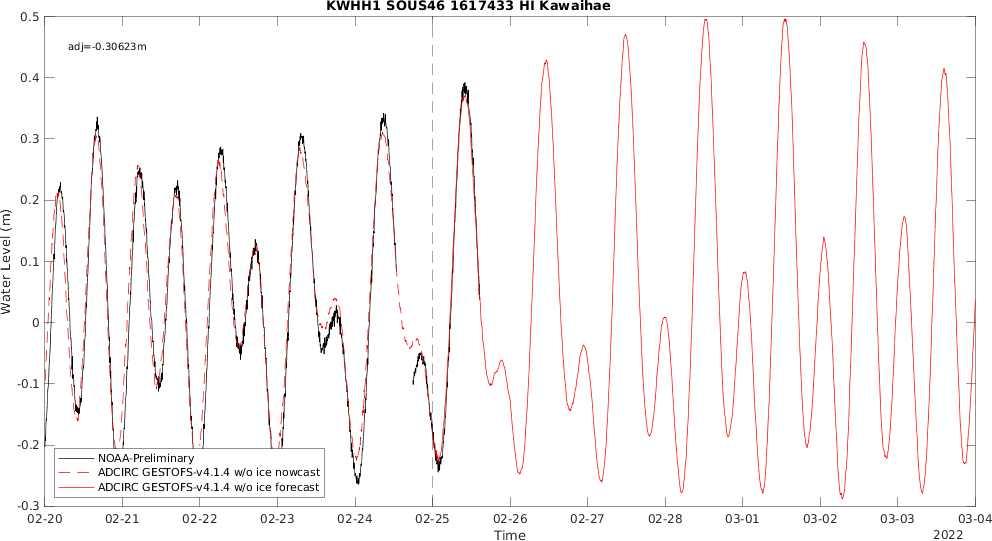 KWHH1 SOUS46 1617433 HI Kawaihae
adj=-0.30623m
0.5
0.4
0.3
0.2
0.1
0
-0.1
-0.2
-0.3
Water Level (m)
NOAA-Preliminary
ADCIRC GESTOFS-v4.1.4 w/o ice nowcast
ADCIRC GESTOFS-v4.1.4 w/o ice forecast
02-20 02-21 02-22 02-23 02-24 02-25 02-26 02-27 02-28 03-01 03-02 03-03 03-04
Time
2022